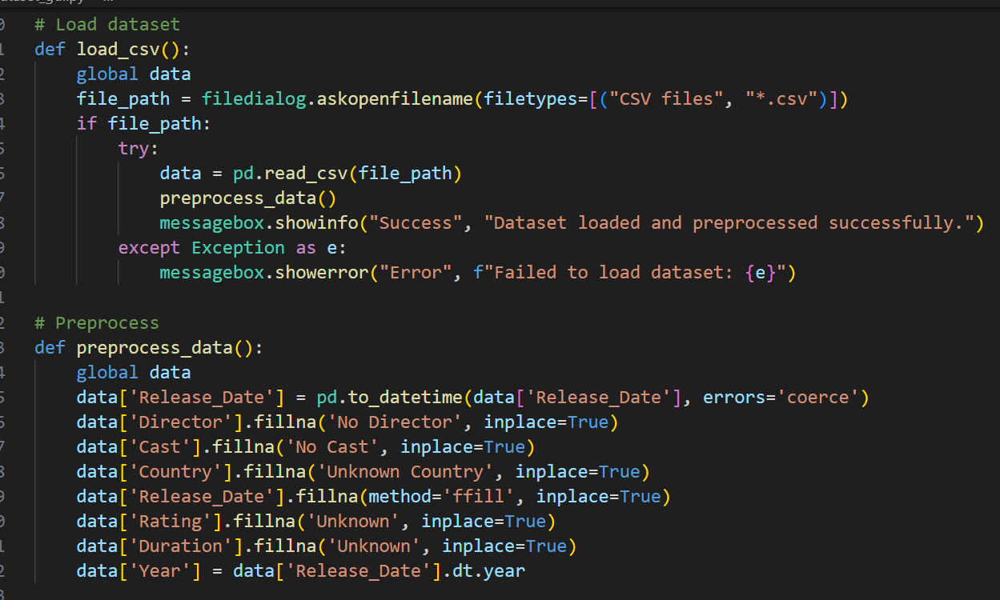 # Load dataset
def load_csv():
    global data
    file_path = filedialog.askopenfilename(filetypes=[("CSV files", "*.csv")])
    if file_path:
        try:
            data = pd.read_csv(file_path)
            preprocess_data()
            messagebox.showinfo("Success", "Dataset loaded and preprocessed successfully.")
        except Exception as e:
            messagebox.showerror("Error", f"Failed to load dataset: {e}")
# Preprocess
def preprocess_data():
    global data
    data['Release_Date'] = pd.to_datetime(data['Release_Date'], errors='coerce')
    data['Director'].fillna('No Director', inplace=True)
    data['Cast'].fillna('No Cast', inplace=True)
    data['Country'].fillna('Unknown Country', inplace=True)
    data['Release_Date'].fillna(method='ffill', inplace=True)
    data['Rating'].fillna('Unknown', inplace=True)
    data['Duration'].fillna('Unknown', inplace=True)
    data['Year'] = data['Release_Date'].dt.year